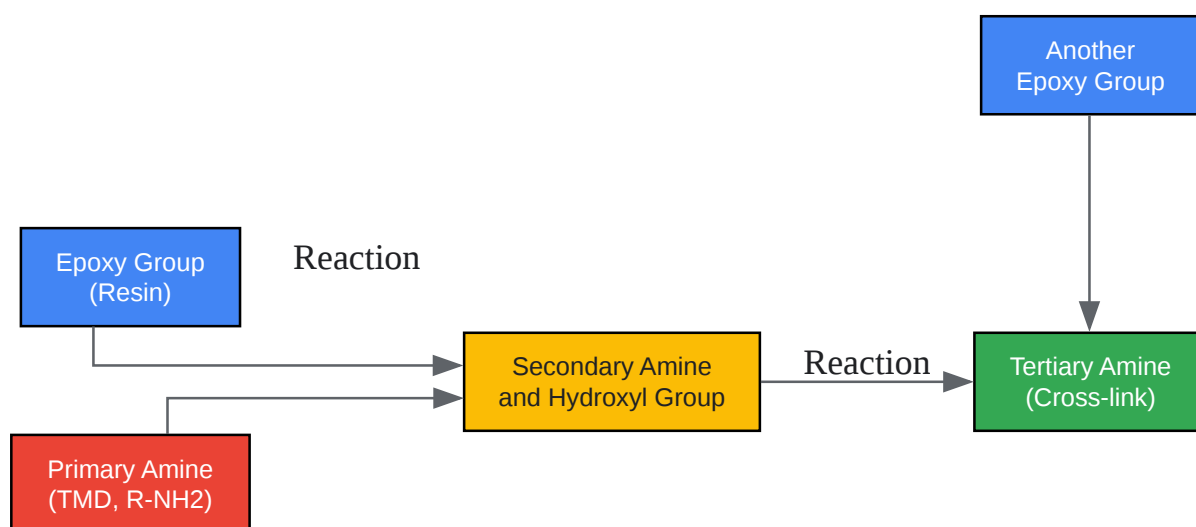 Another
Epoxy Group
Epoxy Group
(Resin)
Reaction
Secondary Amine
and Hydroxyl Group
Reaction
Tertiary Amine
(Cross-link)
Primary Amine
(TMD, R-NH2)